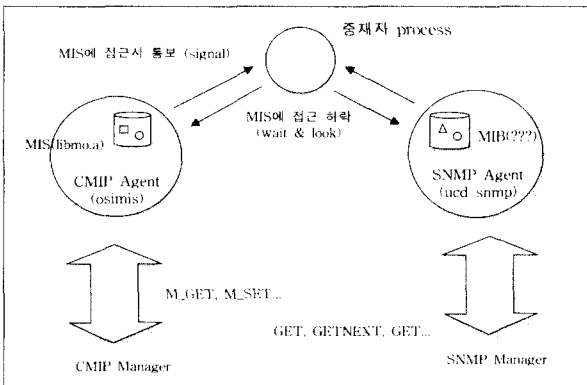 중재자 process
MIS에 접근시 통보 (signal)
MIS에 접근 허락
(wait & look)
MIS(libmo.a)
CMIP Agent
(osimis)
MIB(???)
SNMP Agent
(ucd snmp)
M_GET, M_SET...
GET, GETNEXT, GET...
CMIP Manager
SNMP Manager